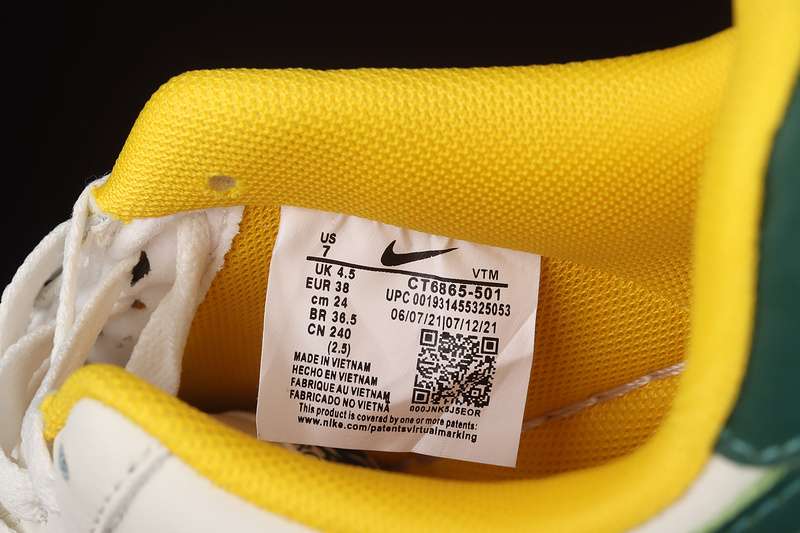 US
7
VTM
UK 4.5
CT6865-501
EUR 38
UPC 001931455325053
cm 24
06/07/21|07/12/21
BR 36.5
CN 240
(2.5)
MADE IN VIETNAM
HECHO EN VIETNAM
FABRIQUE AU VIETNAM
FABRICADO NO VIETNÃ
000JNK5J5EOR
This product is covered by one or more patents:
www.nike.com/patentsvirtualmarking